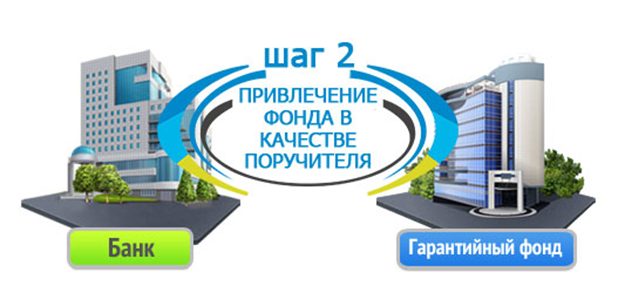 шаг 2
ПРИВЛЕЧЕНИЕ
ФОНДА В
КАЧЕСТВЕ
ПОРУЧИТЕЛЯ
Банк
Гарантийный фонд